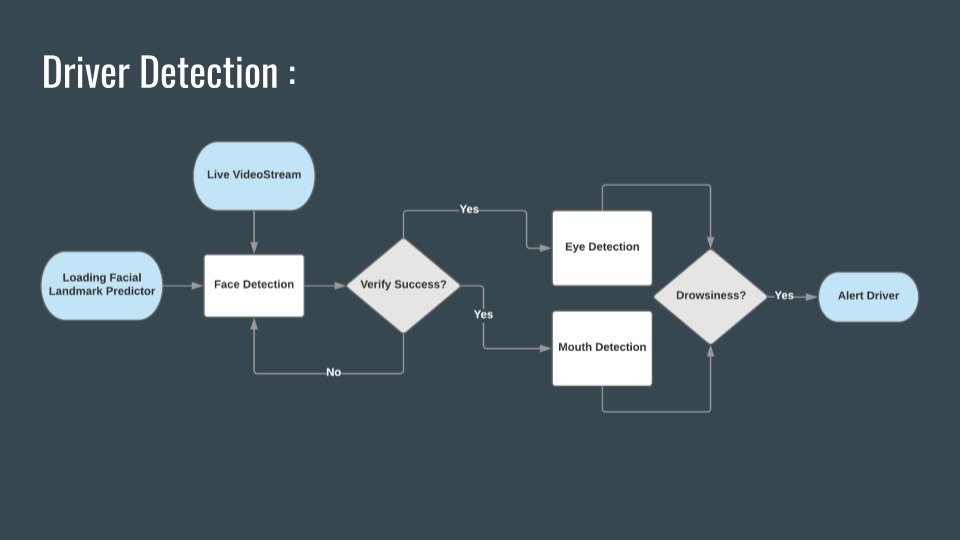 Driver Detection :
Live VideoStream
Loading Facial
Landmark Predictor
Face Detection
Verify Success?
Yes
Yes
No
Eye Detection
Mouth Detection
Drowsiness?
Yes
Alert Driver